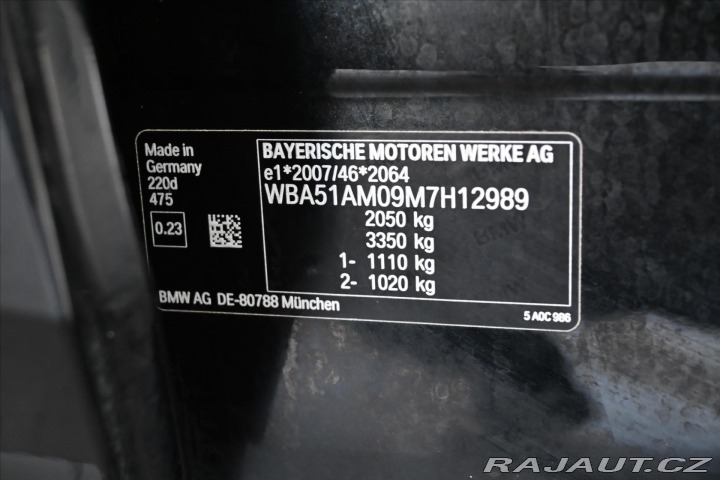 Made in
Germany
220d
475
0.23
BAYERISCHE MOTOREN WERKE AG
e1*2007/46*2064
WBA51AM09M7H12989
2050 kg
3350 kg
1- 1110 kg
2- 1020 kg
BMW AG DE-80788 München
5 A0C 9B6
RAJAUT.CZ